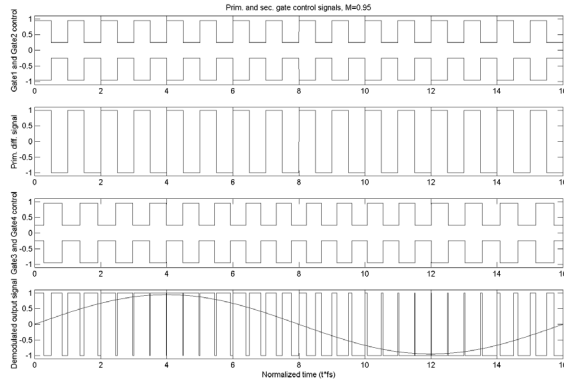 Prim. and sec. gate control signals, M=0.95
Gate1 and Gate2 control
1
0.5
0
-0.5
-1
0 2 4 6 8 10 12 14 16
Prim. diff. signal
1
0.5
0
-0.5
-1
0 2 4 6 8 10 12 14 16
Gate3 and Gate4 control
1
0.5
0
-0.5
-1
0 2 4 6 8 10 12 14 16
Demodulated output signal
1
0.5
0
-0.5
-1
0 2 4 6 8 10 12 14 16
Normalized time (t*fs)